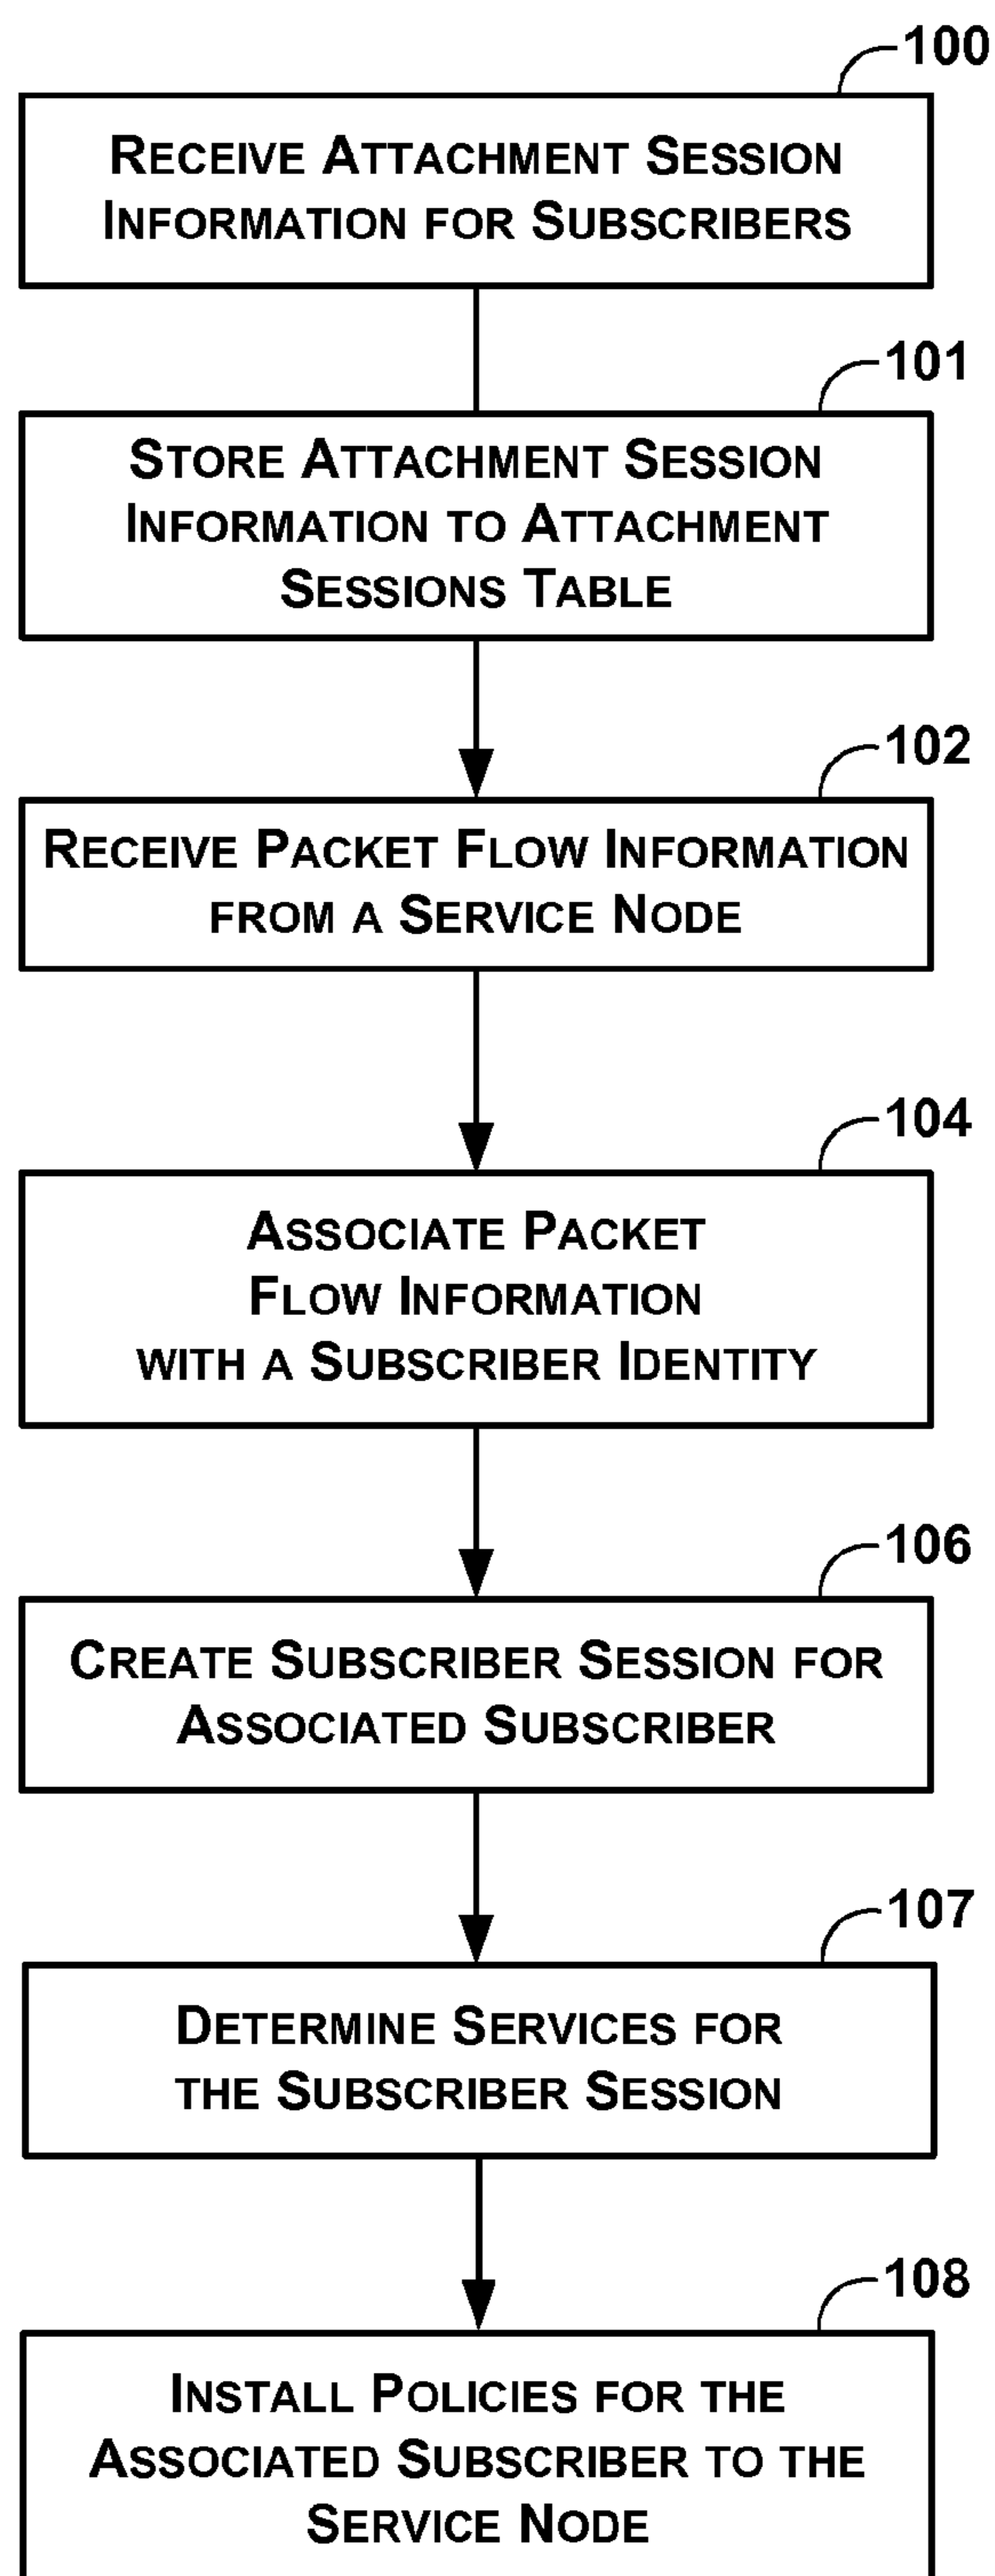 100
RECEIVE ATTACHMENT SESSION
INFORMATION FOR SUBSCRIBERS
101
STORE ATTACHMENT SESSION
INFORMATION TO ATTACHMENT
SESSIONS TABLE
102
RECEIVE PACKET FLOW INFORMATION
FROM A SERVICE NODE
104
ASSOCIATE PACKET
FLOW INFORMATION
WITH A SUBSCRIBER IDENTITY
106
CREATE SUBSCRIBER SESSION FOR
ASSOCIATED SUBSCRIBER
107
DETERMINE SERVICES FOR
THE SUBSCRIBER SESSION
108
INSTALL POLICIES FOR THE
ASSOCIATED SUBSCRIBER TO THE
SERVICE NODE